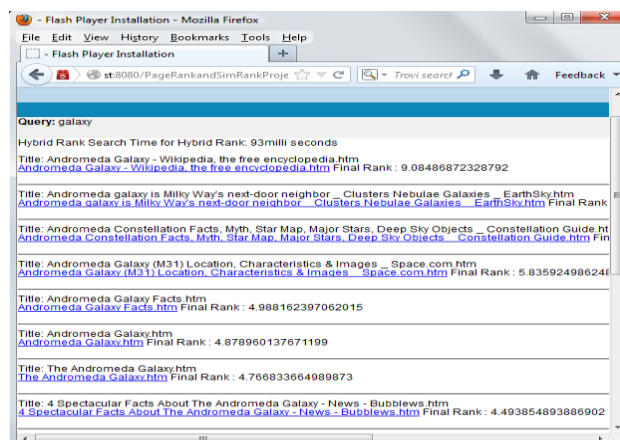 - Flash Player Installation - Mozilla Firefox
File Edit View History Bookmarks Tools Help
- Flash Player Installation
st:8080/PageRankandSimRankProje
Trovi search
Feedback
Query: galaxy
Hybrid Rank Search Time for Hybrid Rank: 93milli seconds
Title: Andromeda Galaxy - Wikipedia, the free encyclopedia.htm
Andromeda Galaxy - Wikipedia, the free encyclopedia.htm Final Rank : 9.08486872328792
Title: Andromeda galaxy is Milky Way's next-door neighbor _ Clusters Nebulae Galaxies _ EarthSky.htm
Andromeda galaxy is Milky Way's next-door neighbor _ Clusters Nebulae Galaxies _ EarthSky.htm Final Rank
Title: Andromeda Constellation Facts, Myth, Star Map, Major Stars, Deep Sky Objects _ Constellation Guide.ht
Andromeda Constellation Facts, Myth, Star Map, Major Stars, Deep Sky Objects _ Constellation Guide.htm Fin
Title: Andromeda Galaxy (M31) Location, Characteristics & Images _ Space.com.htm
Andromeda Galaxy (M31) Location, Characteristics & Images _ Space.com.htm Final Rank : 5.835924986248
Title: Andromeda Galaxy Facts.htm
Andromeda Galaxy Facts.htm Final Rank : 4.988162397062015
Title: Andromeda Galaxy.htm
Andromeda Galaxy.htm Final Rank : 4.878960137671199
Title: The Andromeda Galaxy.htm
The Andromeda Galaxy.htm Final Rank : 4.766833664989873
Title: 4 Spectacular Facts About The Andromeda Galaxy - News - Bubblews.htm
4 Spectacular Facts About The Andromeda Galaxy - News - Bubblews.htm Final Rank : 4.493854893886902